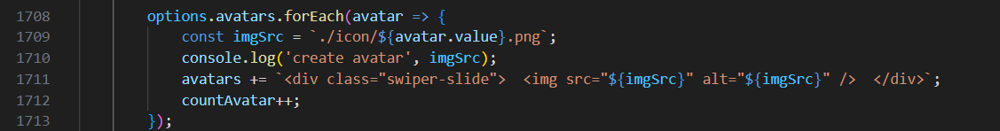 1708 options.avatars.forEach(avatar => {
1709 const imgSrc = `./icon/${avatar.value}.png`;
1710 console.log('create avatar', imgSrc);
1711 avatars += `<div class="swiper-slide">  <img src="${imgSrc}" alt="${imgSrc}" />  </div>`;
1712 countAvatar++;
1713 });